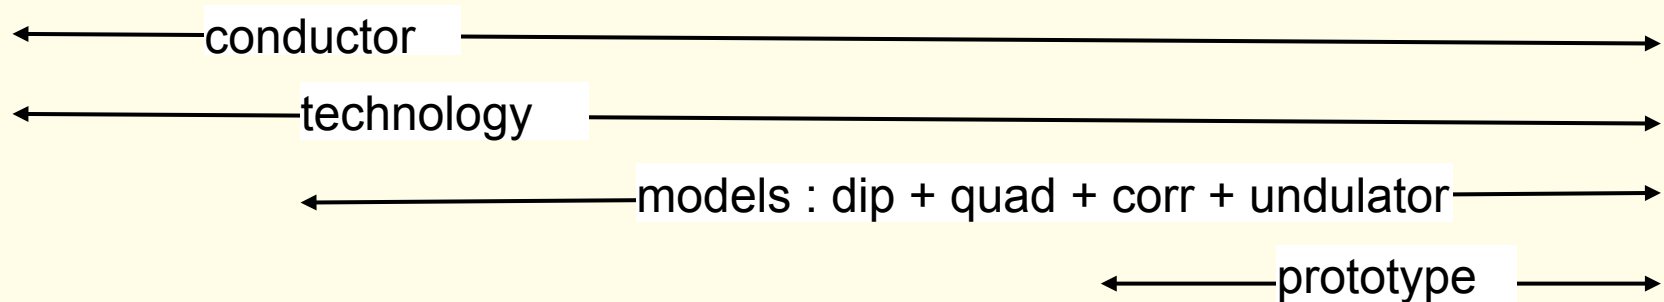 conductor
technology
models : dip + quad + corr + undulator
prototype